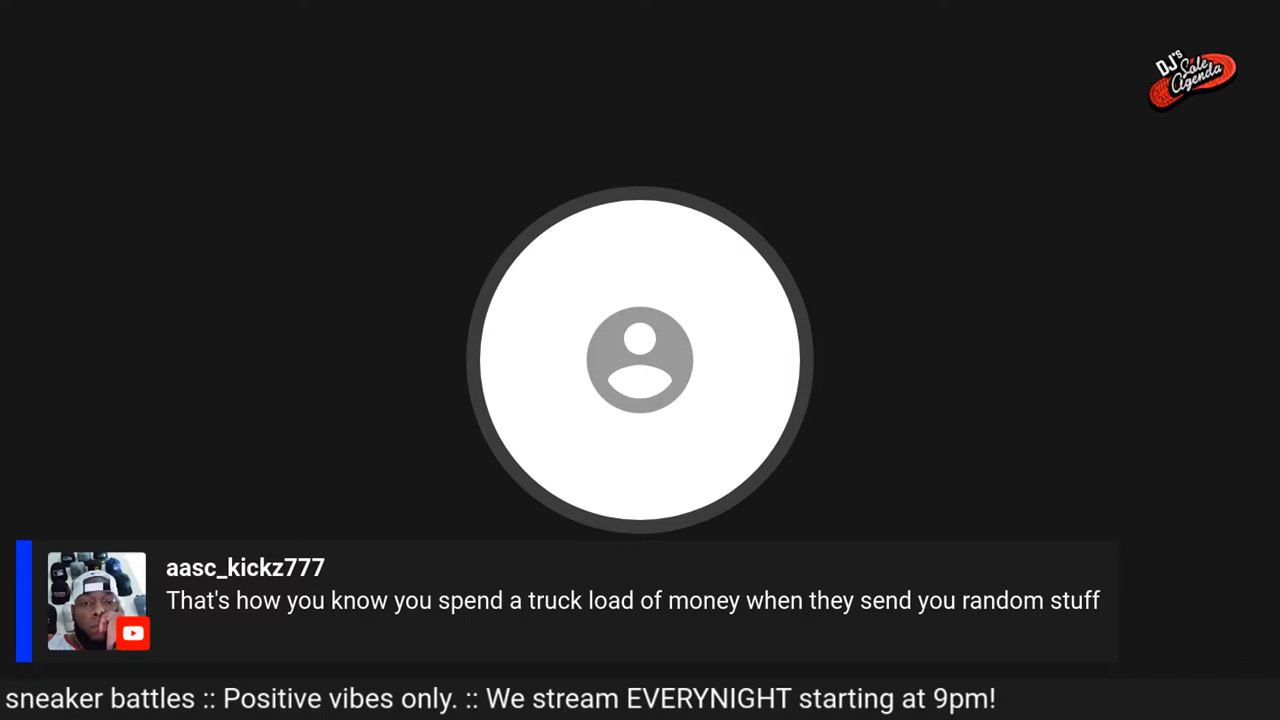 DJ's
Sole
Agenda
aasc_kickz777
That's how you know you spend a truck load of money when they send you random stuff
sneaker battles :: Positive vibes only. :: We stream EVERYNIGHT starting at 9pm!